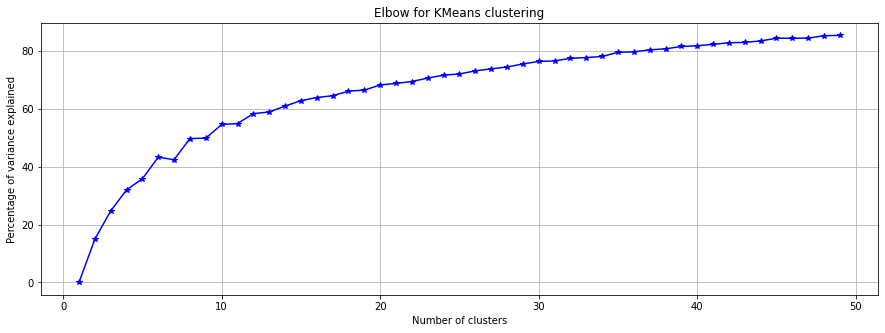 Elbow for KMeans clustering
Percentage of variance explained
80
60
40
20
0
0 10 20 30 40 50
Number of clusters